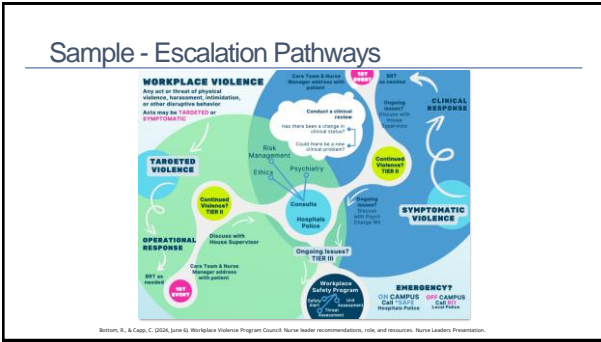 Sample - Escalation Pathways
WORKPLACE VIOLENCE
Any act or threat of physical
violence, harassment, intimidation,
or other disruptive behavior
Acts may be TARGETED or
SYMPTOMATIC
Care Team & Nurse
Manager address with
patient
1ST
EVENT
BRT
as needed
CLINICAL
RESPONSE
Conduct a clinical
review
Has there been a change in
clinical status?
Could there be a new
clinical problem?
Ongoing
Issues?
Discuss with
House
Supervisor
Continued
Violence?
TIER II
Risk
Management
Ethics
Psychiatry
TARGETED
VIOLENCE
Continued
Violence?
TIER II
Consults
Hospitals
Police
Ongoing
Issues?
Discuss
with Psych
Charge RN
SYMPTOMATIC
VIOLENCE
OPERATIONAL
RESPONSE
Discuss with
House Supervisor
Ongoing Issues?
TIER III
Care Team & Nurse
Manager address
with patient
BRT as
needed
1ST
EVENT
Workplace
Safety Program
Safety
Alert
Unit
Assessment
Threat
Assessment
EMERGENCY?
ON CAMPUS
Call *SAFE
Hospitals Police
OFF CAMPUS
Call 911
Local Police
Bottom, R., & Capp, C. (2024, June 6). Workplace Violence Program Council: Nurse leader recommendations, role, and resources. Nurse Leaders Presentation.